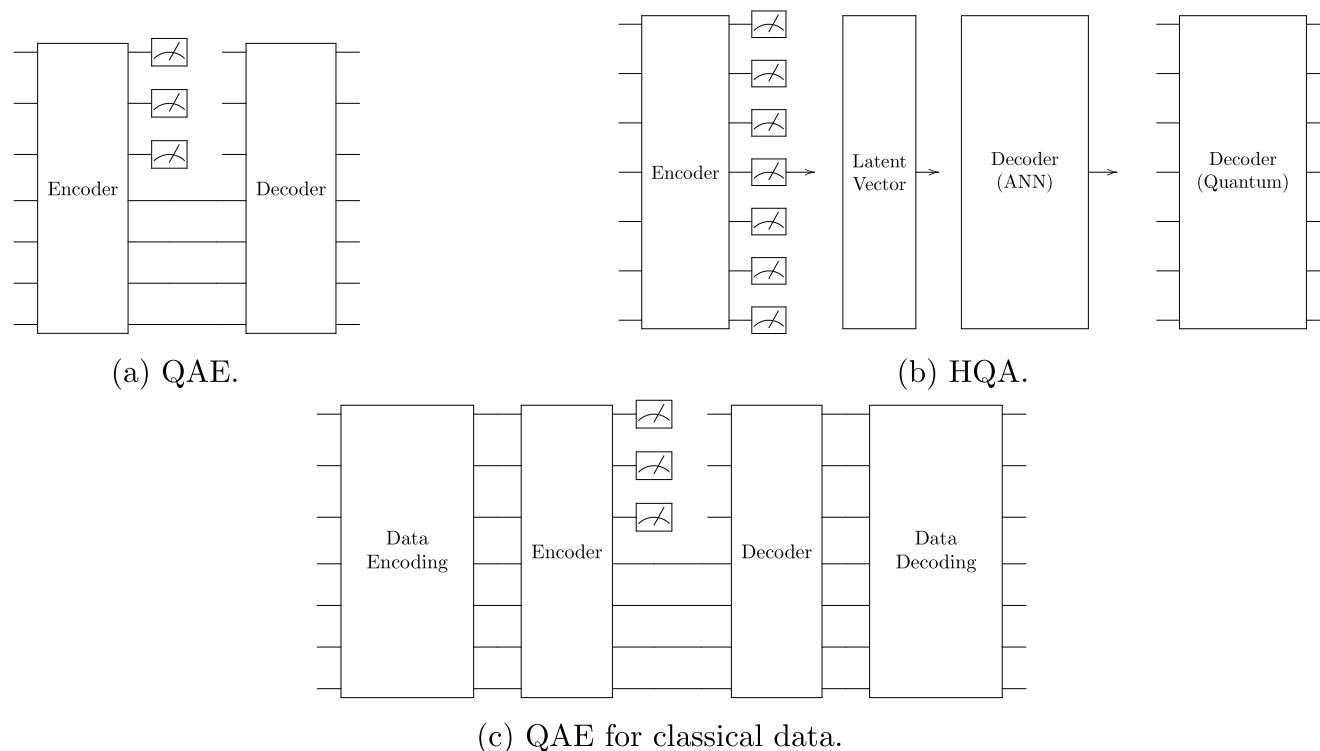 Encoder
Decoder
(a) QAE.
Encoder
Latent
Vector
Decoder
(ANN)
Decoder
(Quantum)
(b) HQA.
Data
Encoding
Encoder
Decoder
Data
Decoding
(c) QAE for classical data.